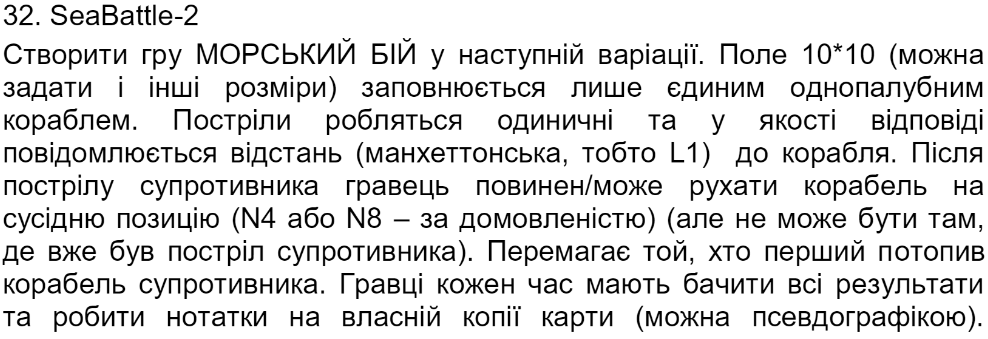 32. SeaBattle-2
Створити гру МОРСЬКИЙ БІЙ у наступній варіації. Поле 10*10 (можна
задати і інші розміри) заповнюється лише єдиним однопалубним
кораблем. Постріли робляться одиничні та у якості відповіді
повідомлюється відстань (манхеттонська, тобто L1) до корабля. Після
пострілу супротивника гравець повинен/може рухати корабель на
сусідню позицію (N4 або N8 – за домовленістю) (але не може бути там,
де вже був постріл супротивника). Перемагає той, хто перший потопив
корабель супротивника. Гравці кожен час мають бачити всі результати
та робити нотатки на власній копії карти (можна псевдографікою).